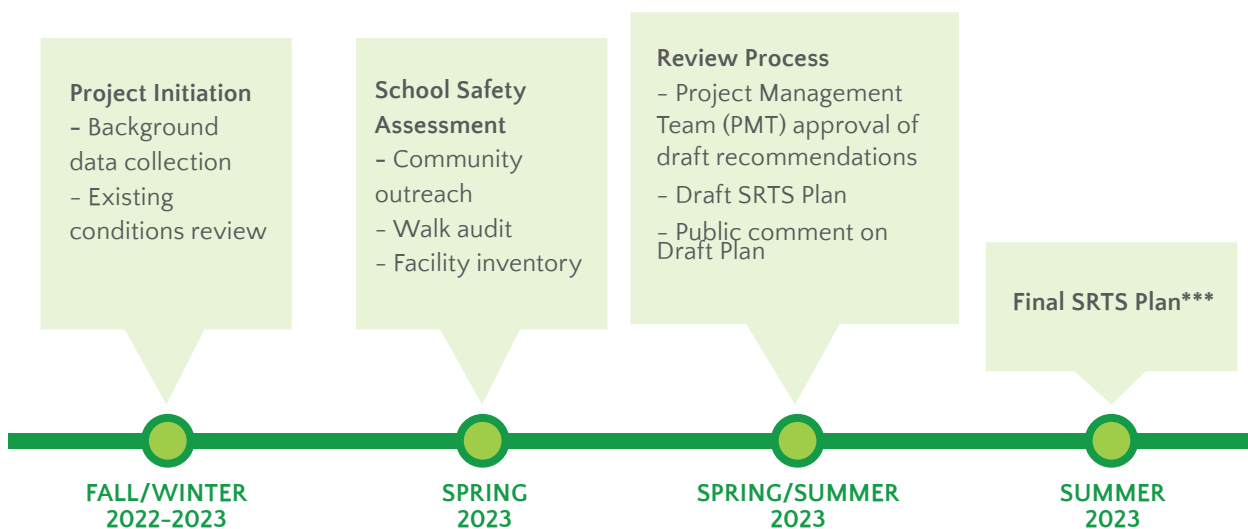 Project Initiation
- Background
data collection
- Existing
conditions review
School Safety
Assessment
- Community
outreach
- Walk audit
- Facility inventory
Review Process
- Project Management
Team (PMT) approval of
draft recommendations
- Draft SRTS Plan
- Public comment on
Draft Plan
Final SRTS Plan***
FALL/WINTER
2022-2023
SPRING
2023
SPRING/SUMMER
2023
SUMMER
2023